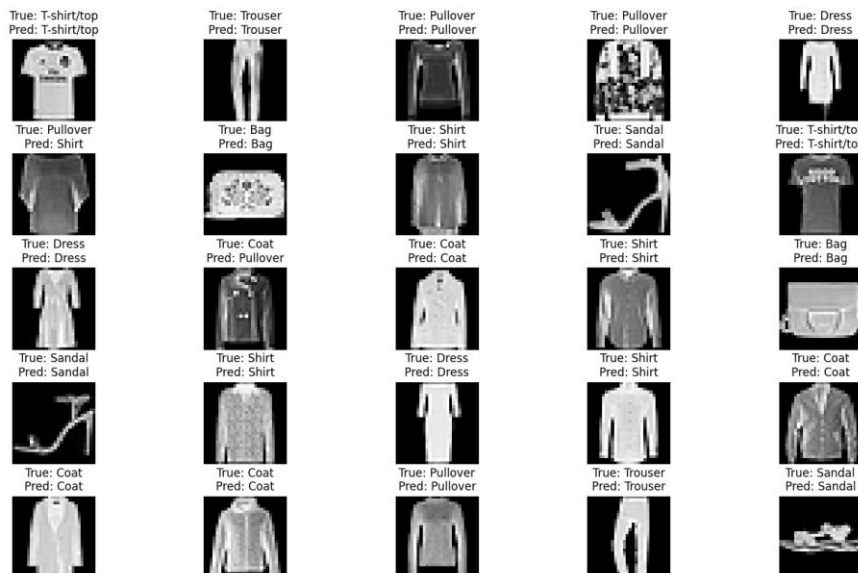 True: T-shirt/top
Pred: T-shirt/top
True: Trouser
Pred: Trouser
True: Pullover
Pred: Pullover
True: Pullover
Pred: Pullover
True: Dress
Pred: Dress
True: Pullover
Pred: Shirt
True: Bag
Pred: Bag
True: Shirt
Pred: Shirt
True: Sandal
Pred: Sandal
True: T-shirt/to
Pred: T-shirt/to
True: Dress
Pred: Dress
True: Coat
Pred: Pullover
True: Coat
Pred: Coat
True: Shirt
Pred: Shirt
True: Bag
Pred: Bag
True: Sandal
Pred: Sandal
True: Shirt
Pred: Shirt
True: Dress
Pred: Dress
True: Shirt
Pred: Shirt
True: Coat
Pred: Coat
True: Coat
Pred: Coat
True: Coat
Pred: Coat
True: Pullover
Pred: Pullover
True: Trouser
Pred: Trouser
True: Sandal
Pred: Sandal